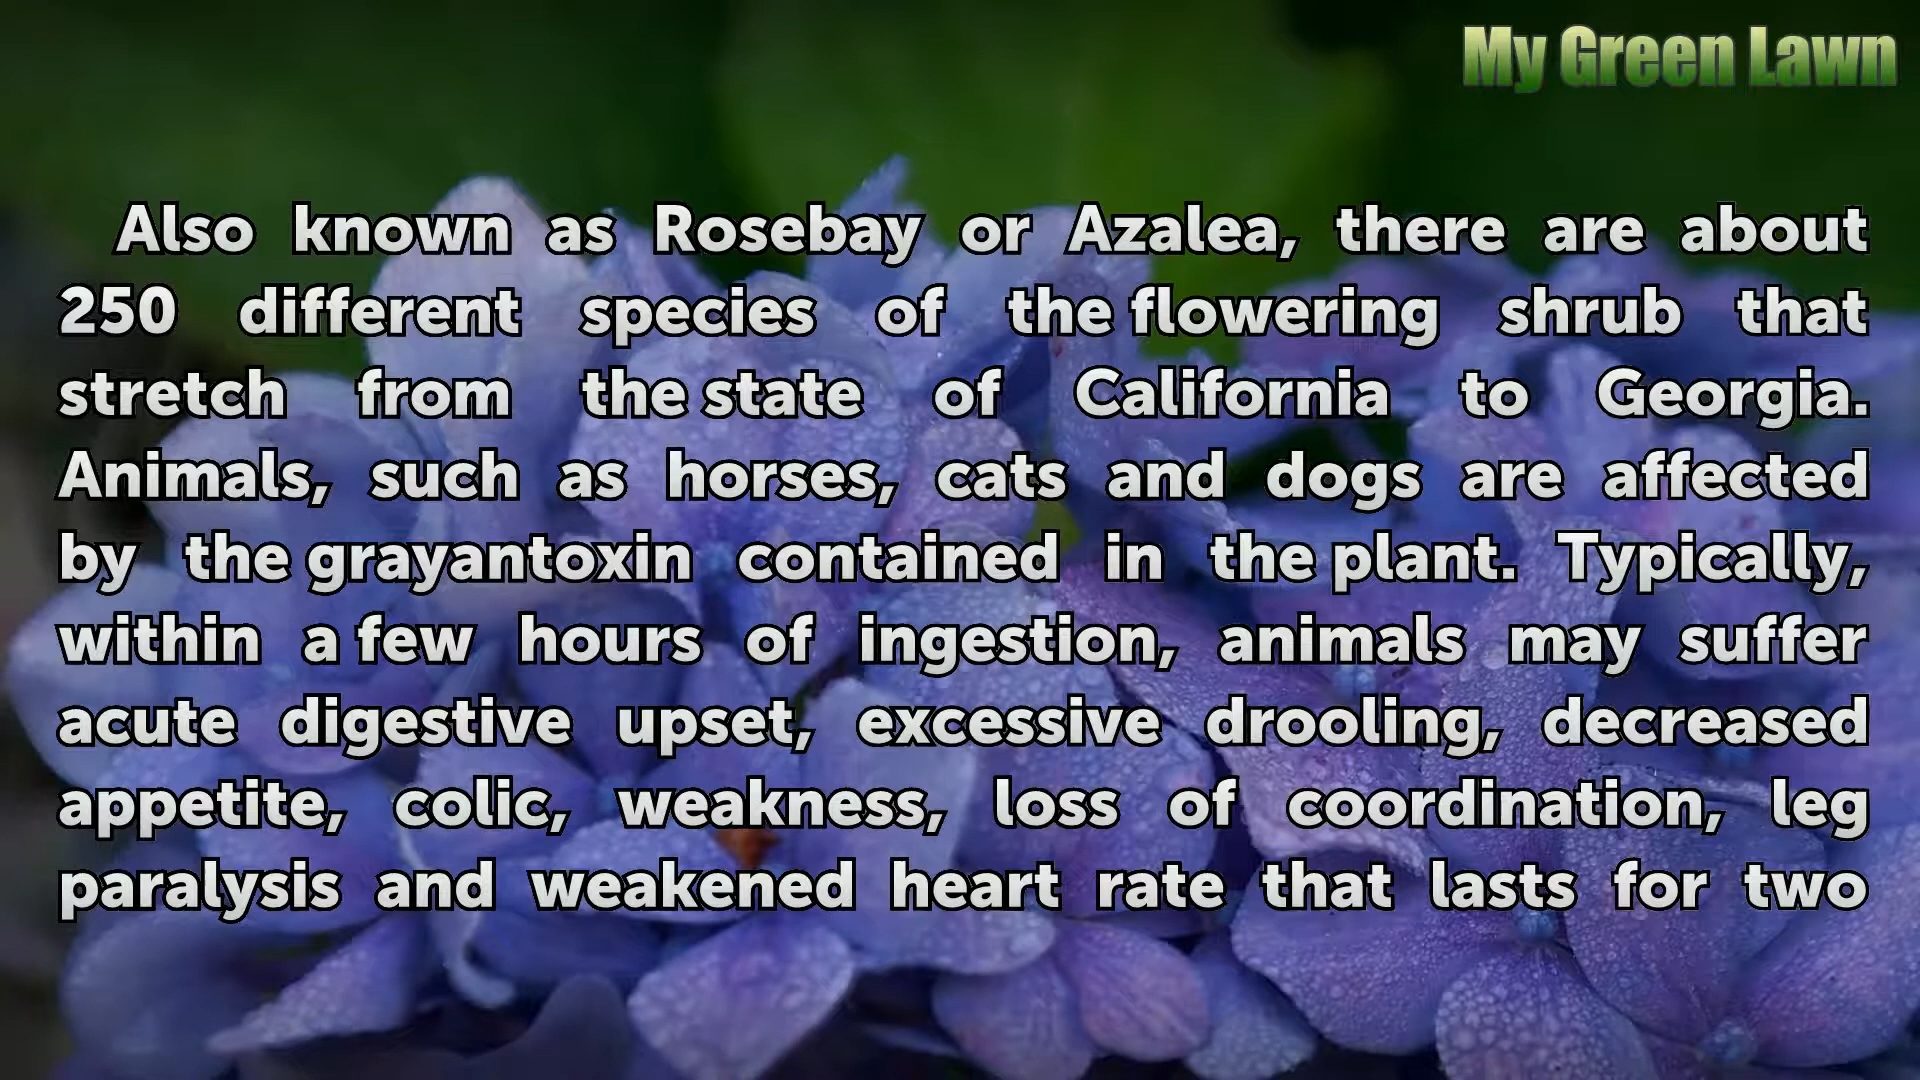 My Green Lawn
Also known as Rosebay or Azalea, there are about
250 different species of the flowering shrub that
stretch from the state of California to Georgia.
Animals, such as horses, cats and dogs are affected
by the grayantoxin contained in the plant. Typically,
within a few hours of ingestion, animals may suffer
acute digestive upset, excessive drooling, decreased
appetite, colic, weakness, loss of coordination, leg
paralysis and weakened heart rate that lasts for two